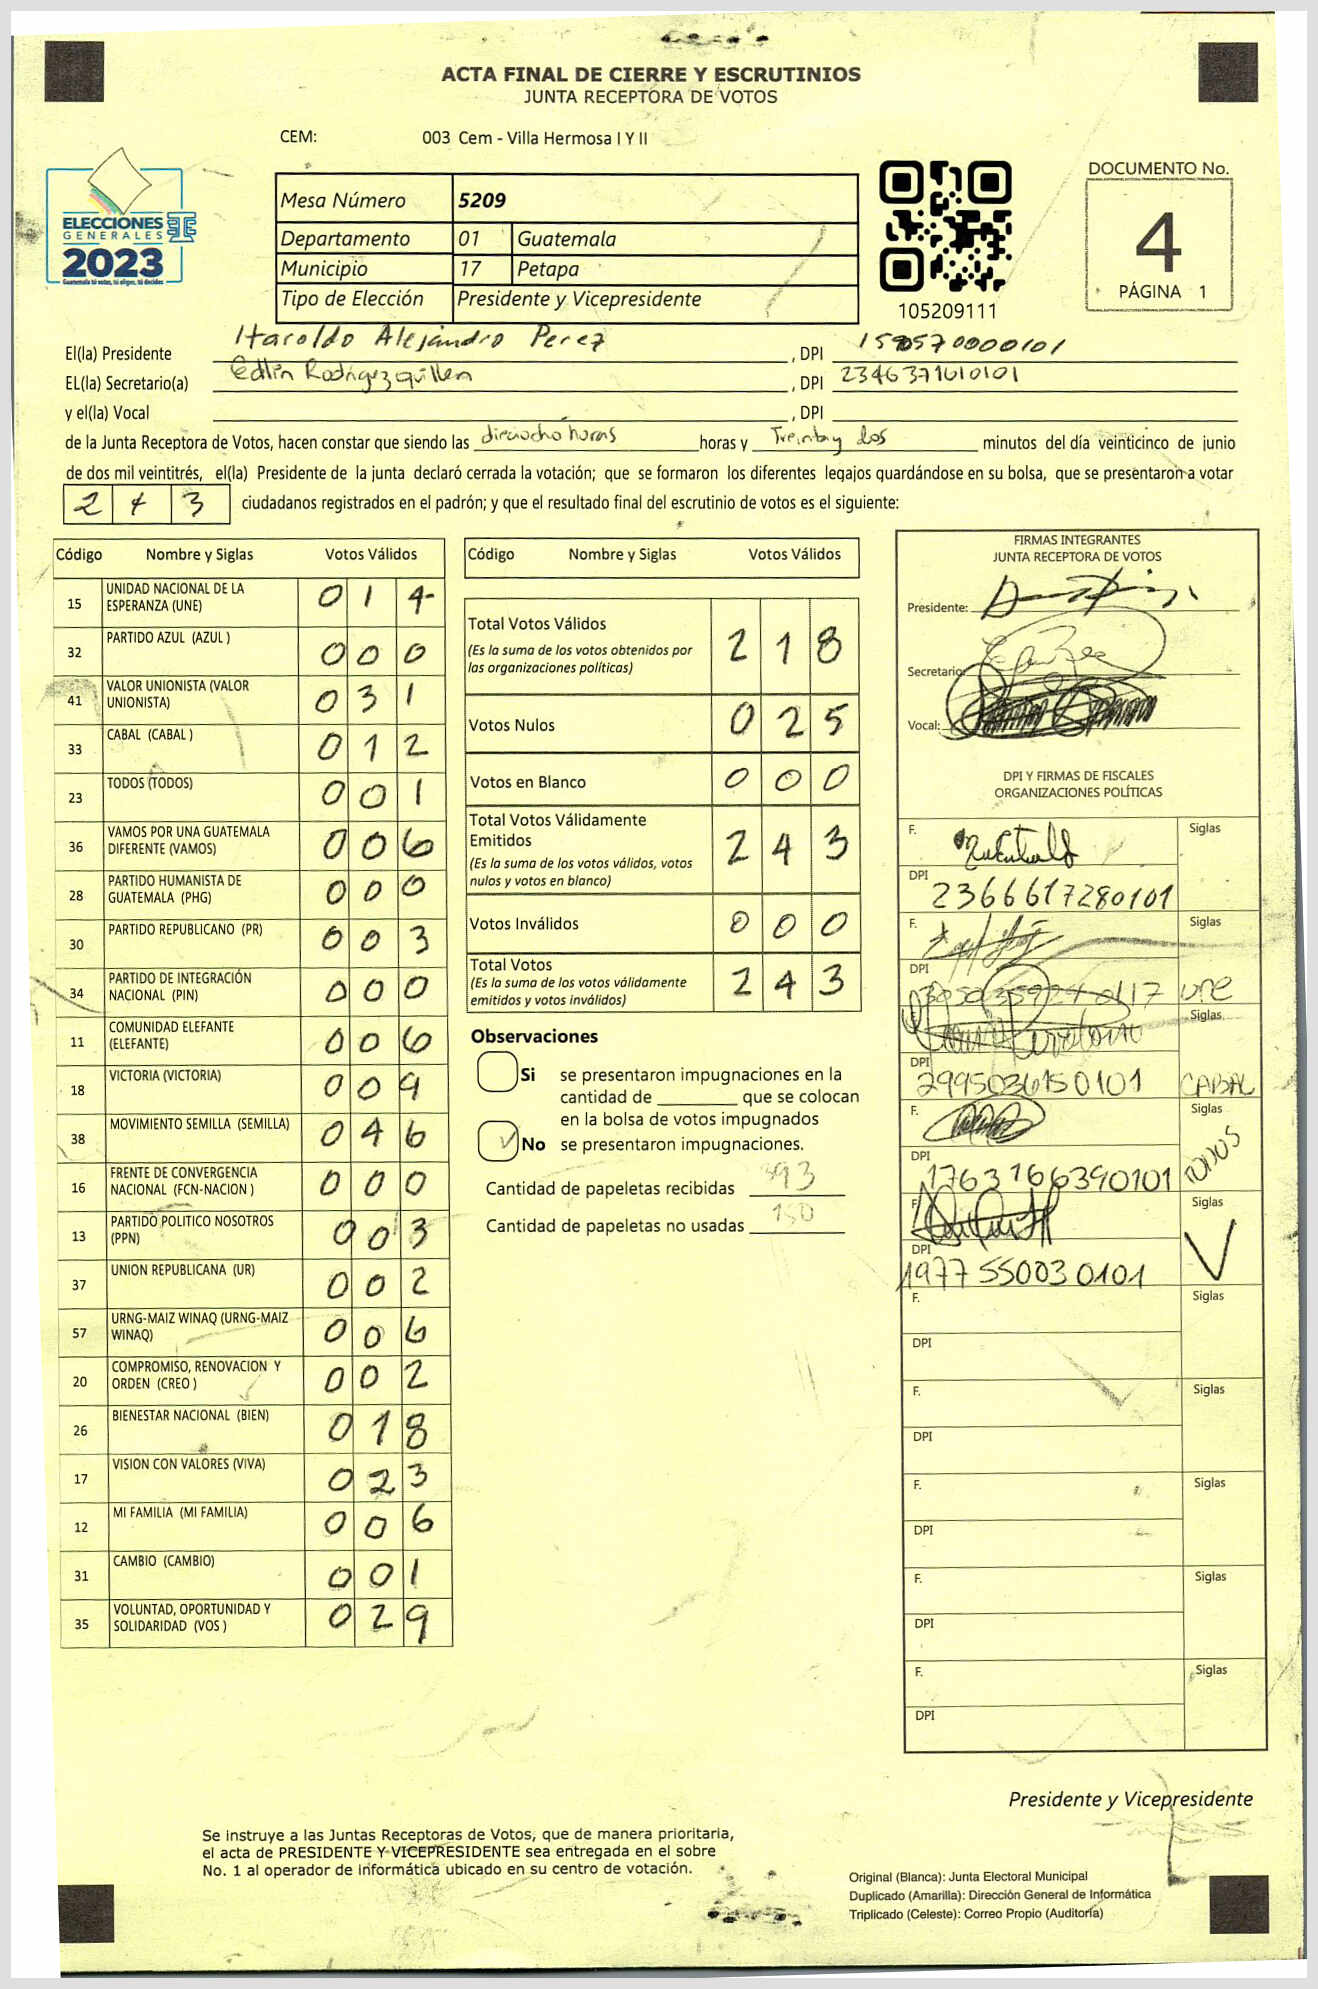 ACTA FINAL DE CIERRE Y ESCRUTINIOS
JUNTA RECEPTORA DE VOTOS
CEM: 003 Cem - Villa Hermosa I Y II
ELECCIONES
GENERALES
2023
Guatemala tú votas, tú eliges, tú decides
Mesa Número 5209
Departamento 01 Guatemala
Municipio 17 Petapa
Tipo de Elección Presidente y Vicepresidente
105209111
DOCUMENTO No.
4
PÁGINA 1
El(la) Presidente Haroldo Alejandro Perez, DPI
EL(la) Secretario(a) Edlin Rodriguez, DPI 2346371610101
y el(la) Vocal , DPI
de la Junta Receptora de Votos, hacen constar que siendo las dieciocho horas horas y Treinta y dos minutos del día veinticinco de junio
de dos mil veintitrés, el(la) Presidente de la junta declaró cerrada la votación; que se formaron los diferentes legajos guardándose en su bolsa, que se presentaron a votar
243 ciudadanos registrados en el padrón; y que el resultado final del escrutinio de votos es el siguiente:
Código Nombre y Siglas Votos Válidos
15 UNIDAD NACIONAL DE LA ESPERANZA (UNE) 0 1 4
32 PARTIDO AZUL (AZUL ) 0 0 0
41 VALOR UNIONISTA (VALOR UNIONISTA) 0 3 1
33 CABAL (CABAL ) 0 1 2
23 TODOS (TODOS) 0 0 1
36 VAMOS POR UNA GUATEMALA DIFERENTE (VAMOS) 0 0 6
28 PARTIDO HUMANISTA DE GUATEMALA (PHG) 0 0 0
30 PARTIDO REPUBLICANO (PR) 0 0 3
34 PARTIDO DE INTEGRACIÓN NACIONAL (PIN) 0 0 0
11 COMUNIDAD ELEFANTE (ELEFANTE) 0 0 6
18 VICTORIA (VICTORIA) 0 0 9
38 MOVIMIENTO SEMILLA (SEMILLA) 0 4 6
16 FRENTE DE CONVERGENCIA NACIONAL (FCN-NACION ) 0 0 0
13 PARTIDO POLITICO NOSOTROS (PPN) 0 0 3
37 UNION REPUBLICANA (UR) 0 0 2
57 URNG-MAIZ WINAQ (URNG-MAIZ WINAQ) 0 0 6
20 COMPROMISO, RENOVACION Y ORDEN (CREO ) 0 0 2
26 BIENESTAR NACIONAL (BIEN) 0 1 8
17 VISION CON VALORES (VIVA) 0 2 3
12 MI FAMILIA (MI FAMILIA) 0 0 6
31 CAMBIO (CAMBIO) 0 0 1
35 VOLUNTAD, OPORTUNIDAD Y SOLIDARIDAD (VOS ) 0 2 9
Código Nombre y Siglas Votos Válidos
Total Votos Válidos 2 1 8
(Es la suma de los votos obtenidos por
las organizaciones políticas)
Votos Nulos 0 2 5
Votos en Blanco 0 0 0
Total Votos Válidamente
Emitidos 2 4 3
(Es la suma de los votos válidos, votos
nulos y votos en blanco)
Votos Inválidos 0 0 0
Total Votos 2 4 3
(Es la suma de los votos válidamente
emitidos y votos inválidos)
Observaciones
Si se presentaron impugnaciones en la
cantidad de ________ que se colocan
en la bolsa de votos impugnados
No se presentaron impugnaciones.
Cantidad de papeletas recibidas 393
Cantidad de papeletas no usadas 150
FIRMAS INTEGRANTES
JUNTA RECEPTORA DE VOTOS
Presidente:
Secretario:
Vocal:
DPI Y FIRMAS DE FISCALES
ORGANIZACIONES POLÍTICAS
F. Siglas
DPI 2366617280101
F. Siglas
DPI UNE
Siglas
DPI 2995036150101 CABAL
F. Siglas
DPI 1763166390101 TODOS
F. Siglas
DPI 1977550030101 V
F. Siglas
DPI
F. Siglas
DPI
F. Siglas
DPI
F. Siglas
DPI
F. Siglas
DPI
Presidente y Vicepresidente
Se instruye a las Juntas Receptoras de Votos, que de manera prioritaria,
el acta de PRESIDENTE Y VICEPRESIDENTE sea entregada en el sobre
No. 1 al operador de informática ubicado en su centro de votación.
Original (Blanca): Junta Electoral Municipal
Duplicado (Amarilla): Dirección General de Informática
Triplicado (Celeste): Correo Propio (Auditoría)